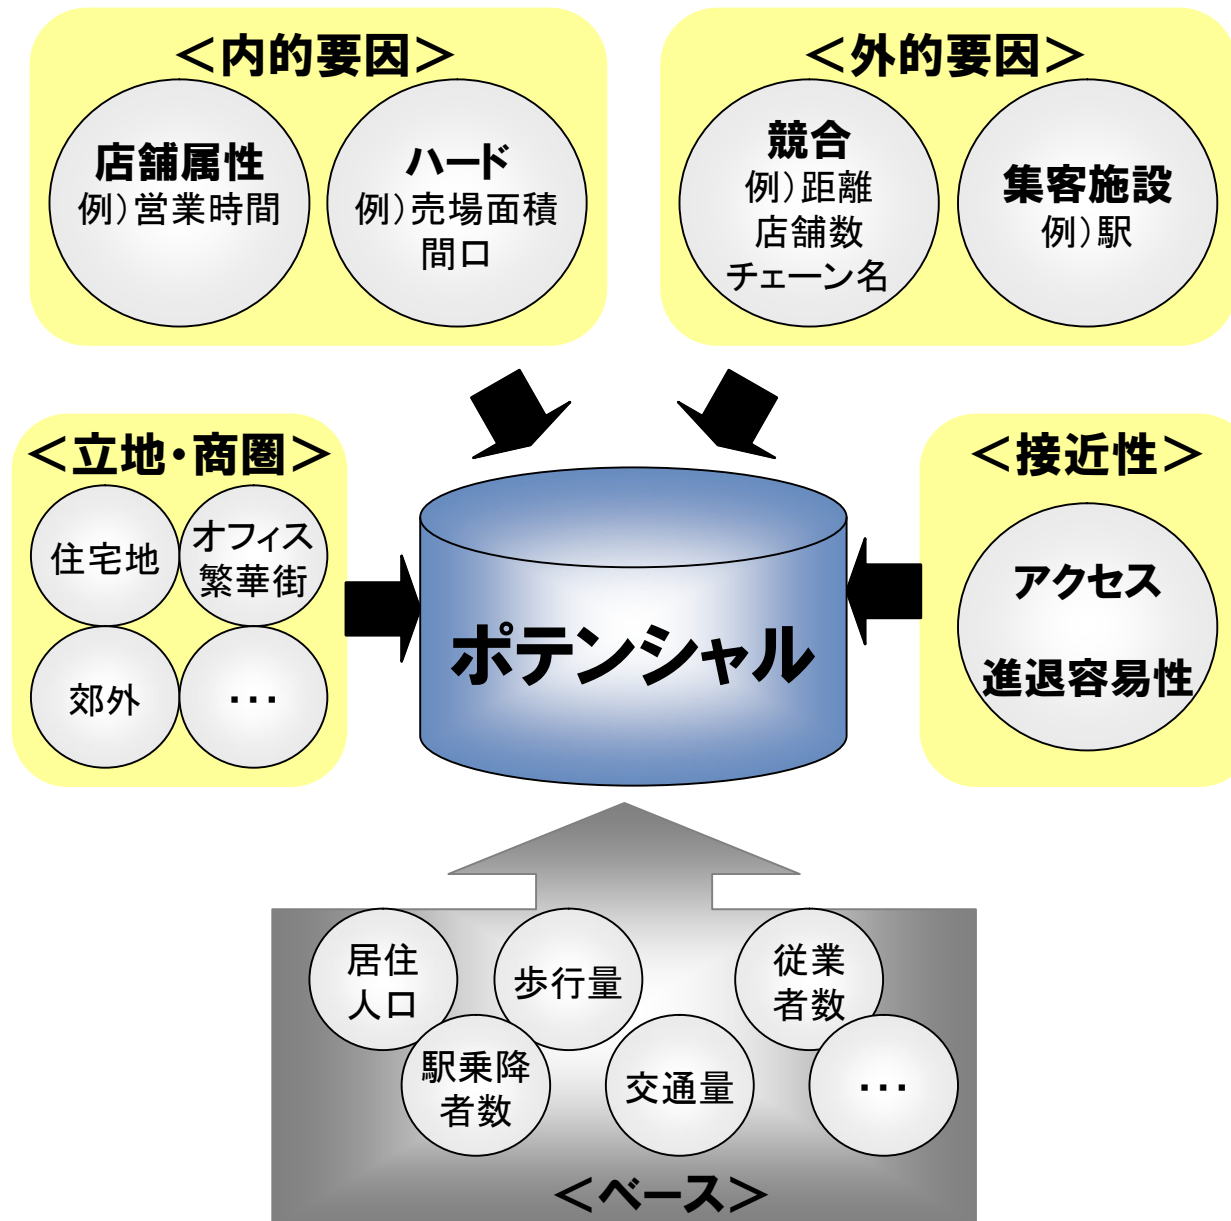 ＜内的要因＞
店舗属性
例）営業時間
ハード
例）売場面積
間口
＜外的要因＞
競合
例）距離
店舗数
チェーン名
集客施設
例）駅
＜立地・商圏＞
住宅地
オフィス
繁華街
郊外
･･･
ポテンシャル
＜接近性＞
アクセス
進退容易性
居住
人口
歩行量
従業
者数
駅乗降
者数
交通量
･･･
＜ベース＞